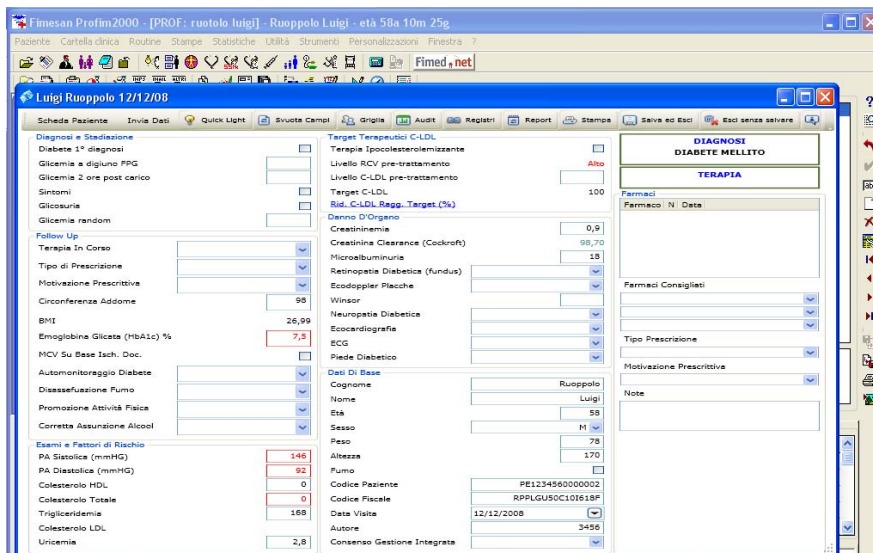 Fimesan Profim2000 - [PROF: ruotolo luigi] - Ruoppolo Luigi - età 58a 10m 25g
Paziente Cartella clinica Routine Stampe Statistiche Utilità Strumenti Personalizzazioni Finestra ?
Fimed.net
Luigi Ruoppolo 12/12/08
Scheda Paziente Invia Dati Quick Light Svuota Campi Griglia Audit Registri Report Stampa Salva ed Esci Esci senza salvare
Diagnosi e Stadiazione
Diabete 1° diagnosi
Glicemia a digiuno FPG
Glicemia 2 ore post carico
Sintomi
Glicosuria
Glicemia random
Follow Up
Terapia In Corso
Tipo di Prescrizione
Motivazione Prescrittiva
Circonferenza Addome 98
BMI 26,99
Emoglobina Glicata (HbA1c) % 7,5
MCV Su Base Isch. Doc.
Automonitoraggio Diabete
Disassefuazione Fumo
Promozione Attività Fisica
Corretta Assunzione Alcool
Esami e Fattori di Rischio
PA Sistolica (mmHG) 146
PA Diastolica (mmHG) 92
Colesterolo HDL 0
Colesterolo Totale 0
Trigliceridemia 168
Colesterolo LDL
Uricemia 2,8
Target Terapeutici C-LDL
Terapia Ipocolesterolemizzante
Livello RCV pre-trattamento Alto
Livello C-LDL pre-trattamento
Target C-LDL 100
Rid. C-LDL Ragg. Target (%)
Danno D'Organo
Creatininemia 0,9
Creatinina Clearance (Cockroft) 98,70
Microalbuminuria 18
Retinopatia Diabetica (fundus)
Ecodoppler Placche
Winsor
Neuropatia Diabetica
Ecocardiografia
ECG
Piede Diabetico
Dati Di Base
Cognome Ruoppolo
Nome Luigi
Età 58
Sesso M
Peso 78
Altezza 170
Fumo
Codice Paziente PE1234560000002
Codice Fiscale RPPLGU50C10I618F
Data Visita 12/12/2008
Autore 3456
Consenso Gestione Integrata
DIAGNOSI
DIABETE MELLITO
TERAPIA
Farmaci
Farmaco N Data
Farmaci Consigliati
Tipo Prescrizione
Motivazione Prescrittiva
Note